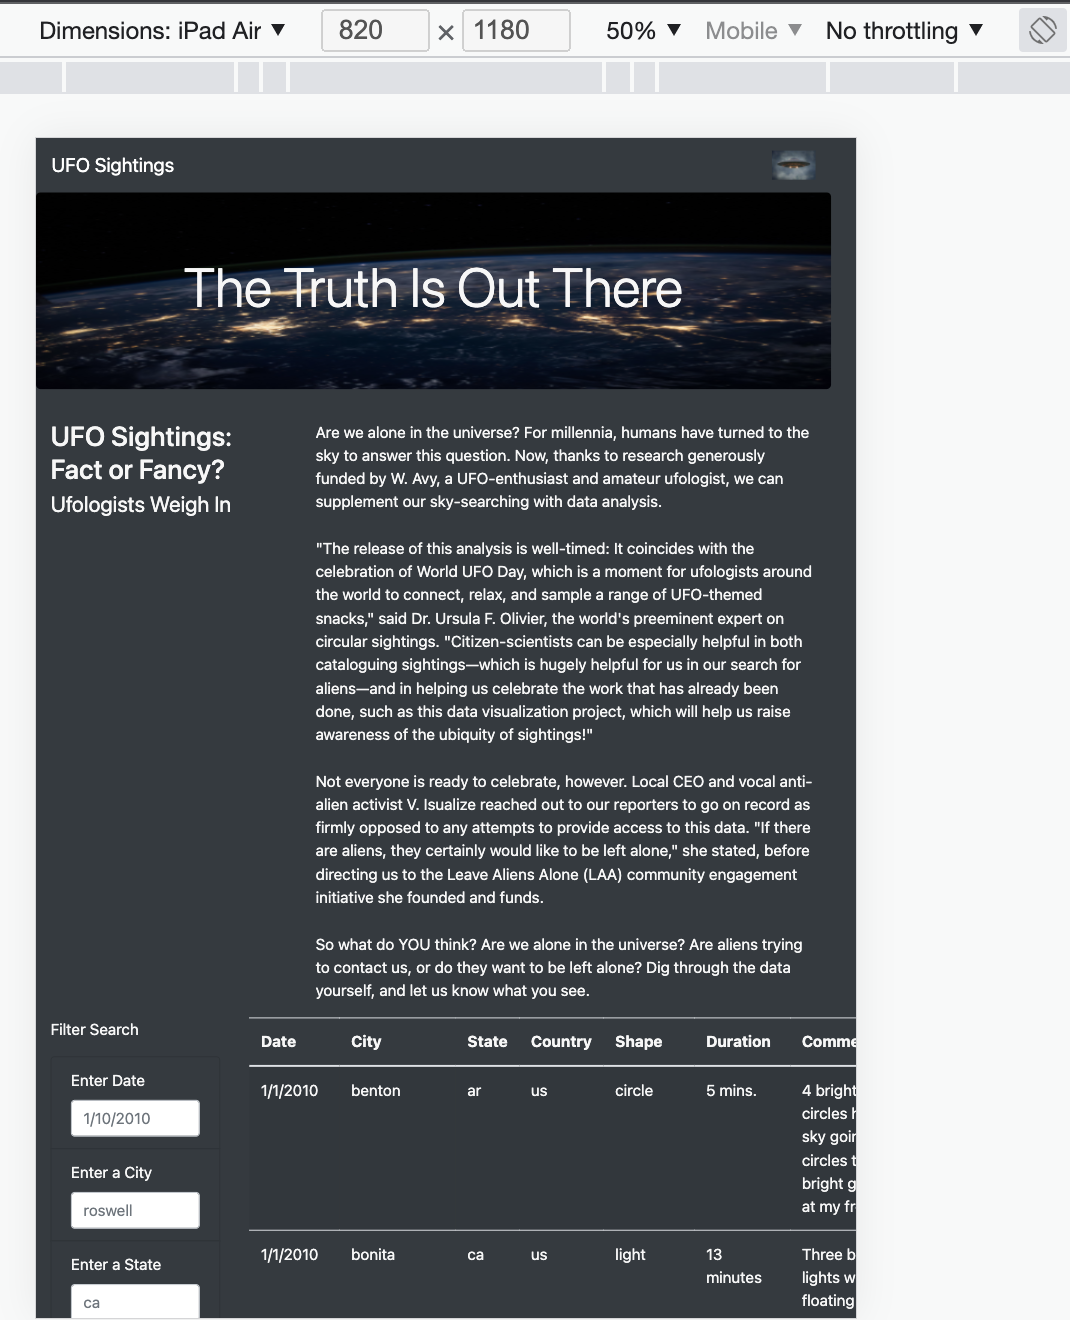 Dimensions: iPad Air ▼ 820 × 1180 50% ▼ Mobile ▼ No throttling ▼
UFO Sightings
The Truth Is Out There
UFO Sightings:
Fact or Fancy?
Ufologists Weigh In
Are we alone in the universe? For millennia, humans have turned to the
sky to answer this question. Now, thanks to research generously
funded by W. Avy, a UFO-enthusiast and amateur ufologist, we can
supplement our sky-searching with data analysis.
"The release of this analysis is well-timed: It coincides with the
celebration of World UFO Day, which is a moment for ufologists around
the world to connect, relax, and sample a range of UFO-themed
snacks," said Dr. Ursula F. Olivier, the world's preeminent expert on
circular sightings. "Citizen-scientists can be especially helpful in both
cataloguing sightings—which is hugely helpful for us in our search for
aliens—and in helping us celebrate the work that has already been
done, such as this data visualization project, which will help us raise
awareness of the ubiquity of sightings!"
Not everyone is ready to celebrate, however. Local CEO and vocal anti-
alien activist V. Isualize reached out to our reporters to go on record as
firmly opposed to any attempts to provide access to this data. "If there
are aliens, they certainly would like to be left alone," she stated, before
directing us to the Leave Aliens Alone (LAA) community engagement
initiative she founded and funds.
So what do YOU think? Are we alone in the universe? Are aliens trying
to contact us, or do they want to be left alone? Dig through the data
yourself, and let us know what you see.
Filter Search
Enter Date
1/10/2010
Enter a City
roswell
Enter a State
ca
Date City State Country Shape Duration Comme
1/1/2010 benton ar us circle 5 mins. 4 bright
circles h
sky goin
circles t
bright g
at my fr
1/1/2010 bonita ca us light 13 minutes Three b
lights w
floating